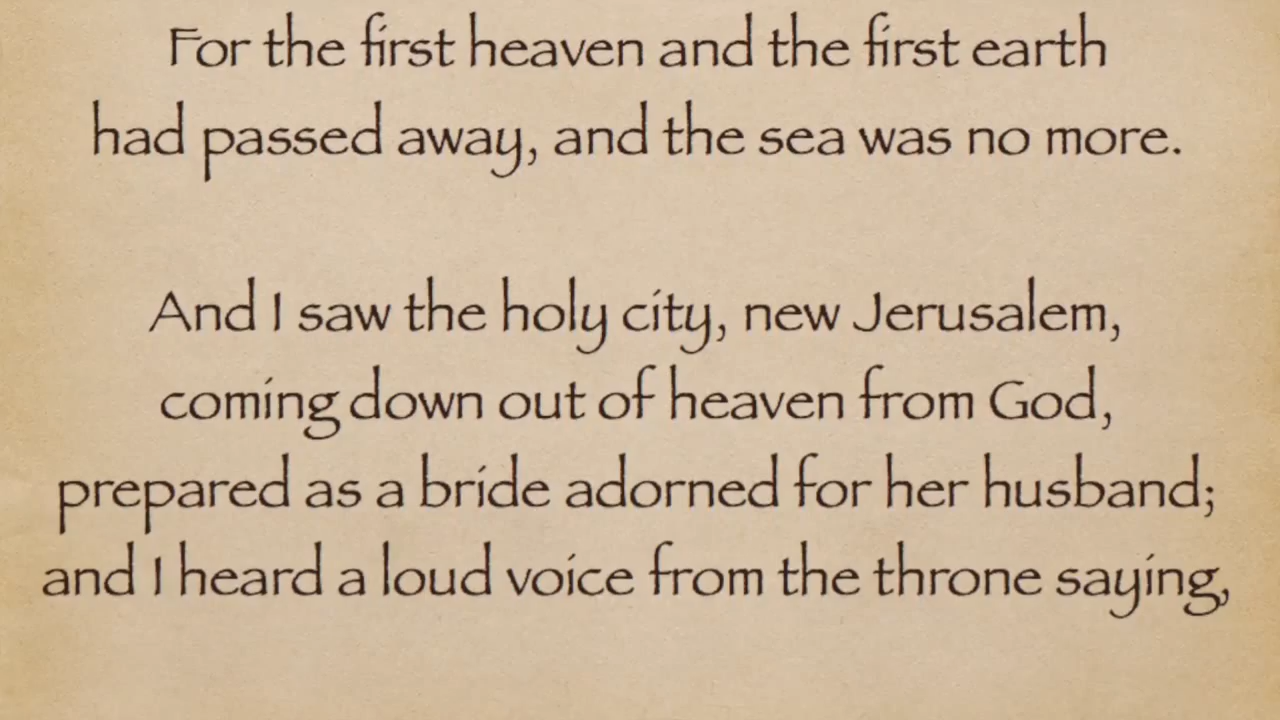 For the first heaven and the first earth
had passed away, and the sea was no more.
And I saw the holy city, new Jerusalem,
coming down out of heaven from God,
prepared as a bride adorned for her husband;
and I heard a loud voice from the throne saying,